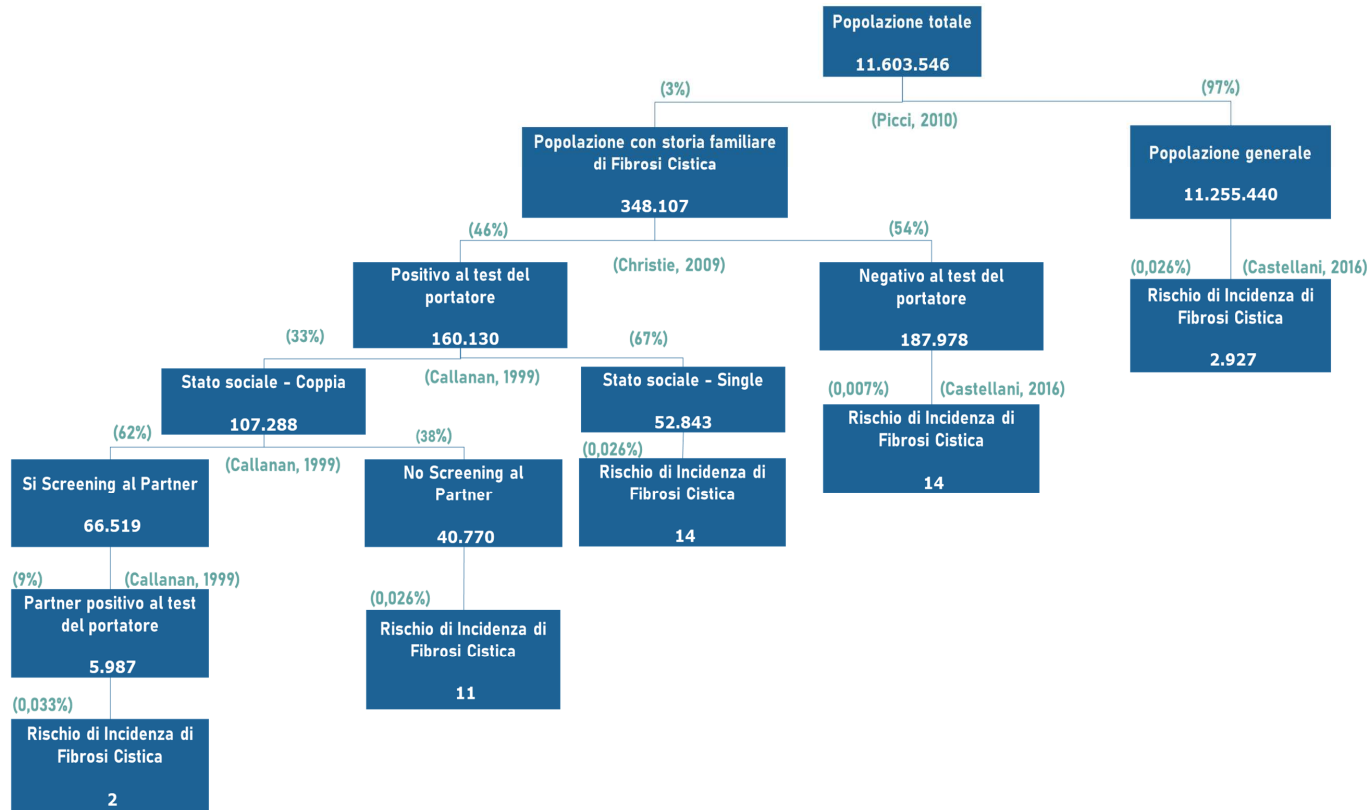 Popolazione totale
11.603.546
(3%)
(97%)
(Picci, 2010)
Popolazione con storia familiare
di Fibrosi Cistica
348.107
Popolazione generale
11.255.440
(46%)
(54%)
(Christie, 2009)
Positivo al test del
portatore
160.130
Negativo al test del
portatore
187.978
(0,026%)
(Castellani, 2016)
Rischio di Incidenza di
Fibrosi Cistica
2.927
(33%)
(67%)
(Callanan, 1999)
Stato sociale - Coppia
107.288
Stato sociale - Single
52.843
(0,007%)
(Castellani, 2016)
Rischio di Incidenza di
Fibrosi Cistica
14
(62%)
(38%)
(Callanan, 1999)
(0,026%)
Si Screening al Partner
66.519
No Screening al
Partner
40.770
Rischio di Incidenza di
Fibrosi Cistica
14
(9%)
(Callanan, 1999)
Partner positivo al test
del portatore
5.987
(0,026%)
Rischio di Incidenza di
Fibrosi Cistica
11
(0,033%)
Rischio di Incidenza di
Fibrosi Cistica
2